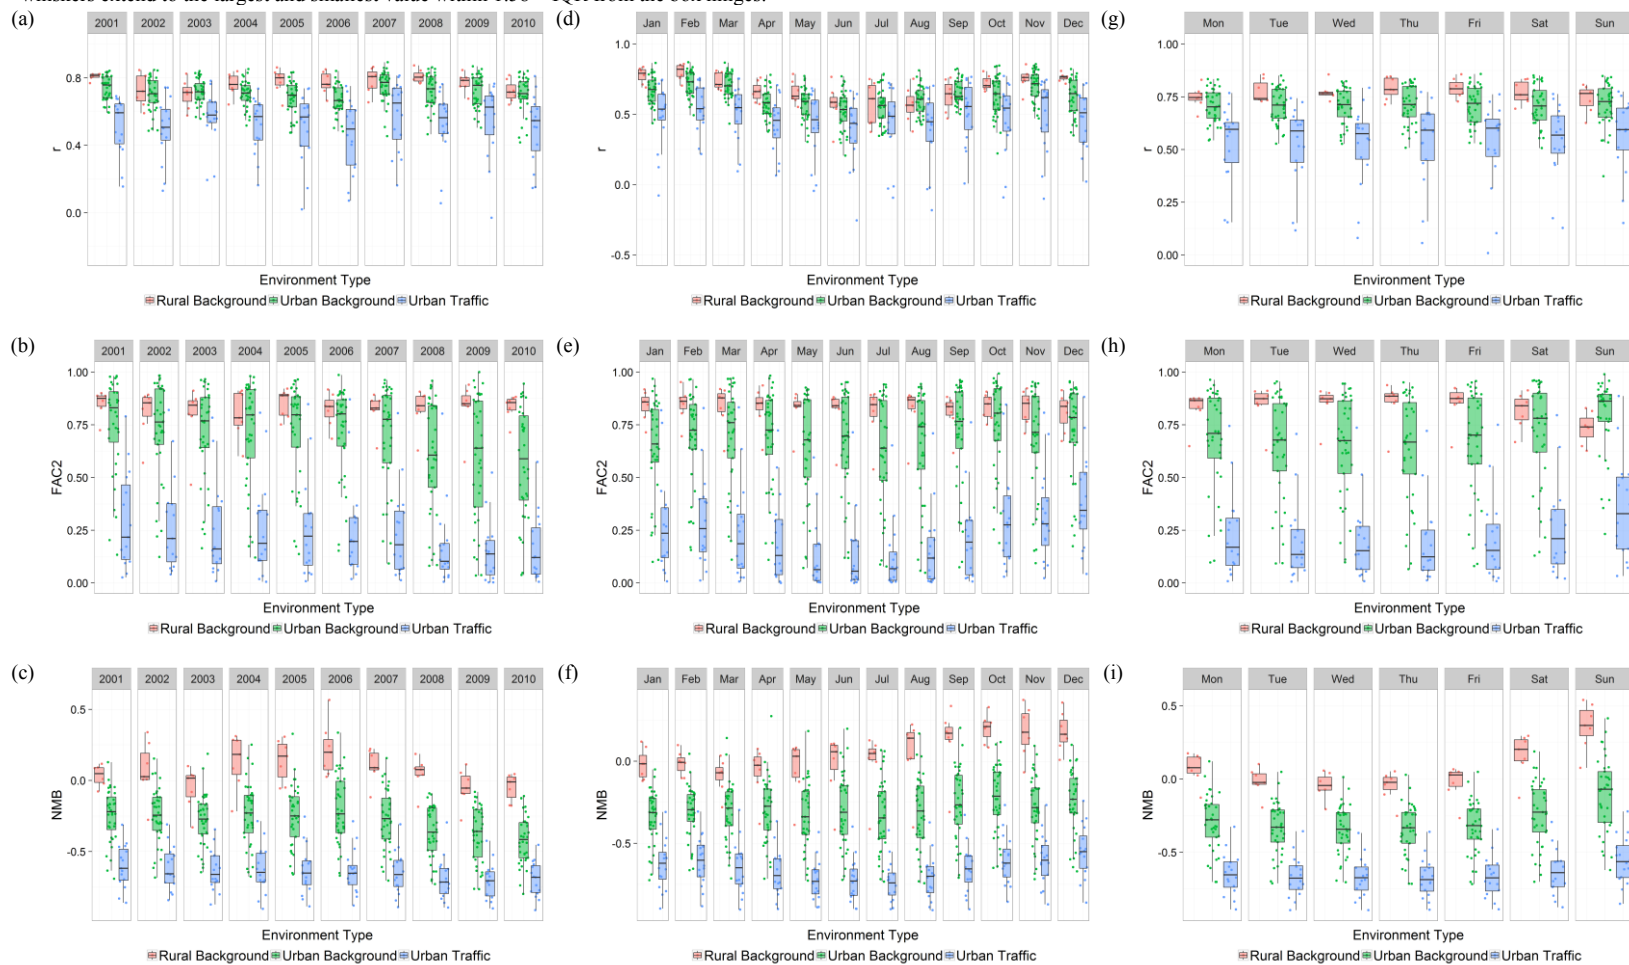 whiskers extend to the largest and smallest value within 1.50 * IQR from the box hinges.
(a)
2001 2002 2003 2004 2005 2006 2007 2008 2009 2010
0.8
0.4
0.0
r
Environment Type
Rural Background Urban Background Urban Traffic
(d)
Jan Feb Mar Apr May Jun Jul Aug Sep Oct Nov Dec
1.0
0.5
0.0
-0.5
r
Environment Type
Rural Background Urban Background Urban Traffic
(g)
Mon Tue Wed Thu Fri Sat Sun
1.00
0.75
0.50
0.25
0.00
r
Environment Type
Rural Background Urban Background Urban Traffic
(b)
2001 2002 2003 2004 2005 2006 2007 2008 2009 2010
1.00
0.75
0.50
0.25
0.00
FAC2
Environment Type
Rural Background Urban Background Urban Traffic
(e)
Jan Feb Mar Apr May Jun Jul Aug Sep Oct Nov Dec
1.00
0.75
0.50
0.25
0.00
FAC2
Environment Type
Rural Background Urban Background Urban Traffic
(h)
Mon Tue Wed Thu Fri Sat Sun
1.00
0.75
0.50
0.25
0.00
FAC2
Environment Type
Rural Background Urban Background Urban Traffic
(c)
2001 2002 2003 2004 2005 2006 2007 2008 2009 2010
0.5
0.0
-0.5
NMB
Environment Type
Rural Background Urban Background Urban Traffic
(f)
Jan Feb Mar Apr May Jun Jul Aug Sep Oct Nov Dec
0.0
-0.5
NMB
Environment Type
Rural Background Urban Background Urban Traffic
(i)
Mon Tue Wed Thu Fri Sat Sun
0.5
0.0
-0.5
NMB
Environment Type
Rural Background Urban Background Urban Traffic